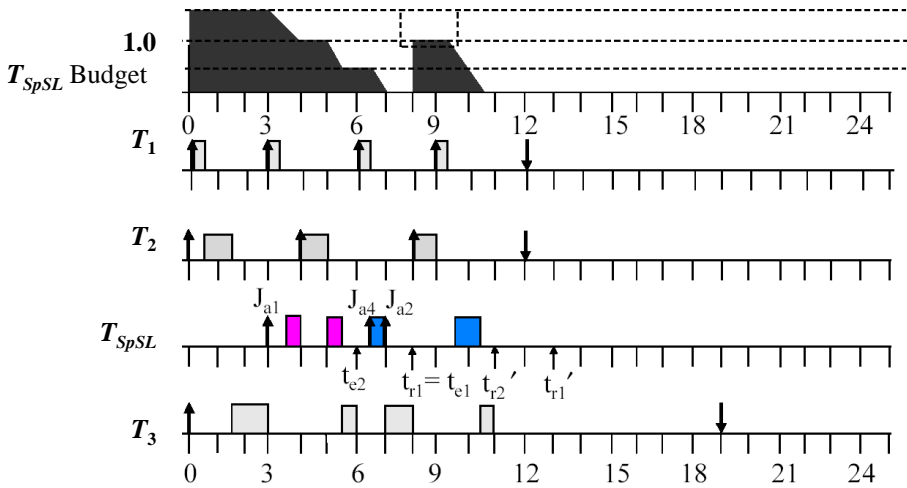 1.0
T_SpSL Budget
0 3 6 9 12 15 18 21 24
T_1
T_2
J_a1 J_a4 J_a2
T_SpSL
t_e2 t_r1 = t_e1 t_r2′ t_r1′
T_3
0 3 6 9 12 15 18 21 24